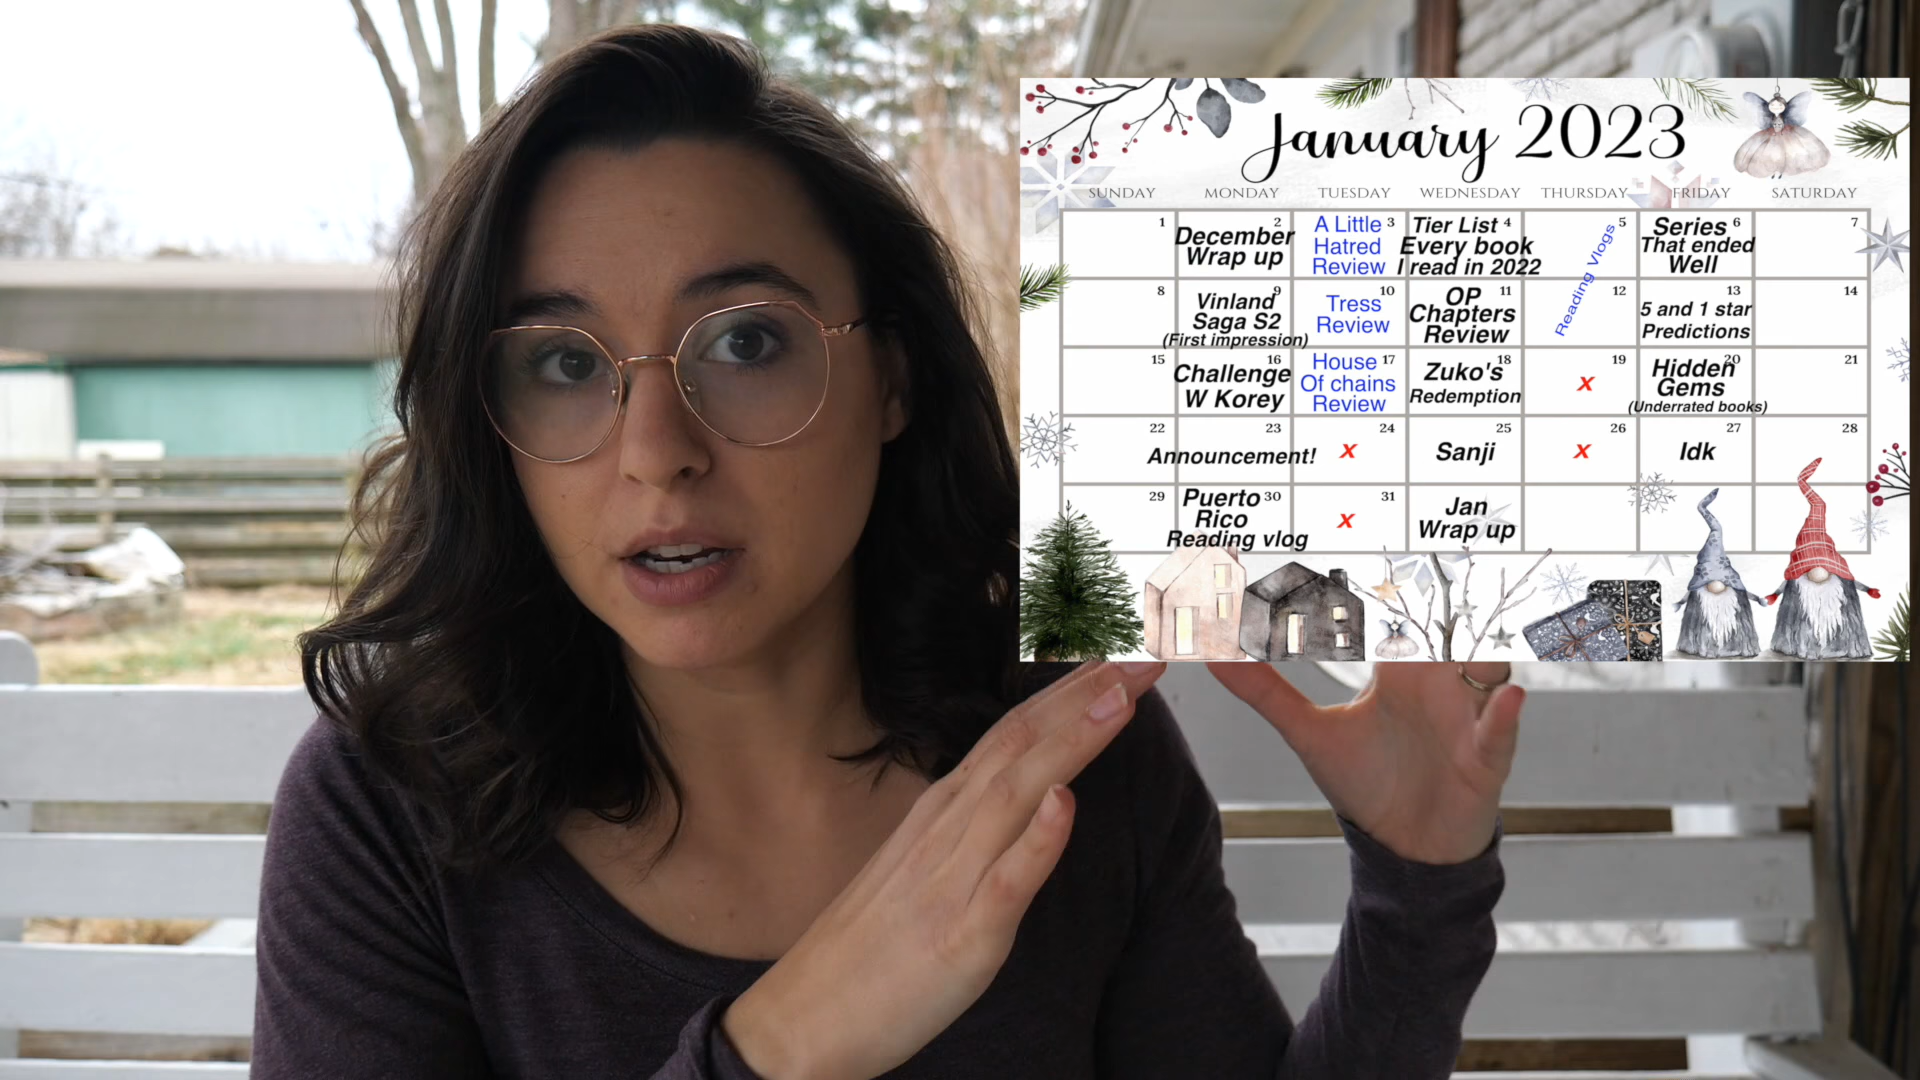 January 2023
SUNDAY MONDAY TUESDAY WEDNESDAY THURSDAY FRIDAY SATURDAY
1
2
December
Wrap up
3
A Little
Hatred
Review
4
Tier List
Every book
I read in 2022
5
Reading Vlogs
6
Series
That ended
Well
7
8
9
Vinland
Saga S2
(First impression)
10
Tress
Review
11
OP
Chapters
Review
12
13
5 and 1 star
Predictions
14
15
16
Challenge
W Korey
17
House
Of chains
Review
18
Zuko's
Redemption
19
x
20
Hidden
Gems
(Underrated books)
21
22
23
Announcement!
24
x
25
Sanji
26
x
27
Idk
28
29
30
Puerto
Rico
Reading vlog
31
x
Jan
Wrap up